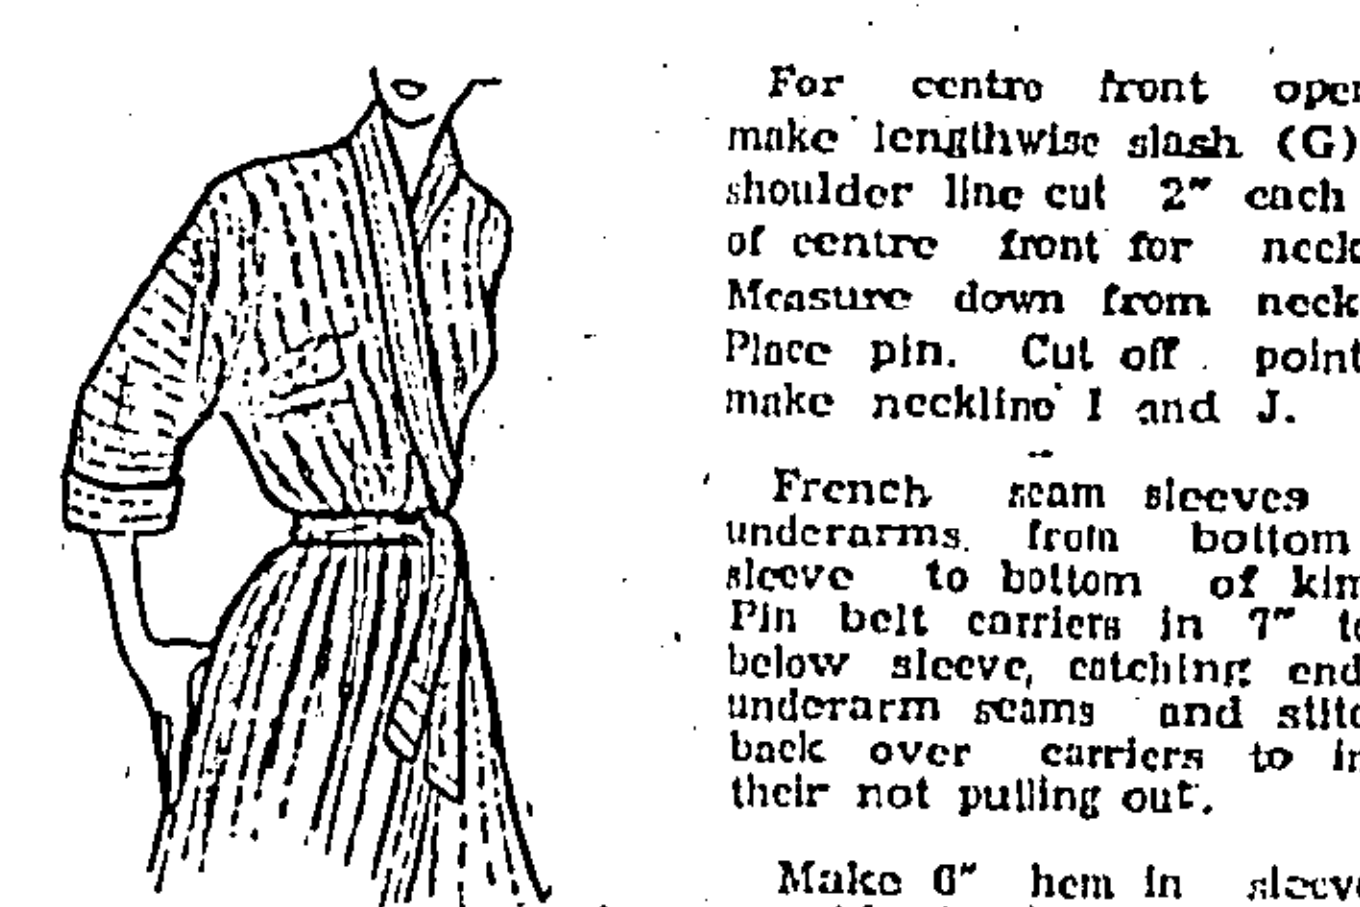 For centre front oper
make lengthwise slash (G)
shoulder line cut 2" each
of centre front for neck
Measure down from neck
Place pin. Cut off point
make neckline I and J.
French seam sleeves
underarms from bottom
sleeve to bottom of kim
Pin belt carriers in 7" to
below sleeve, catching end
underarm seams and stitc
back over carriers to in
their not pulling out.
Make 6" hem in sleeve